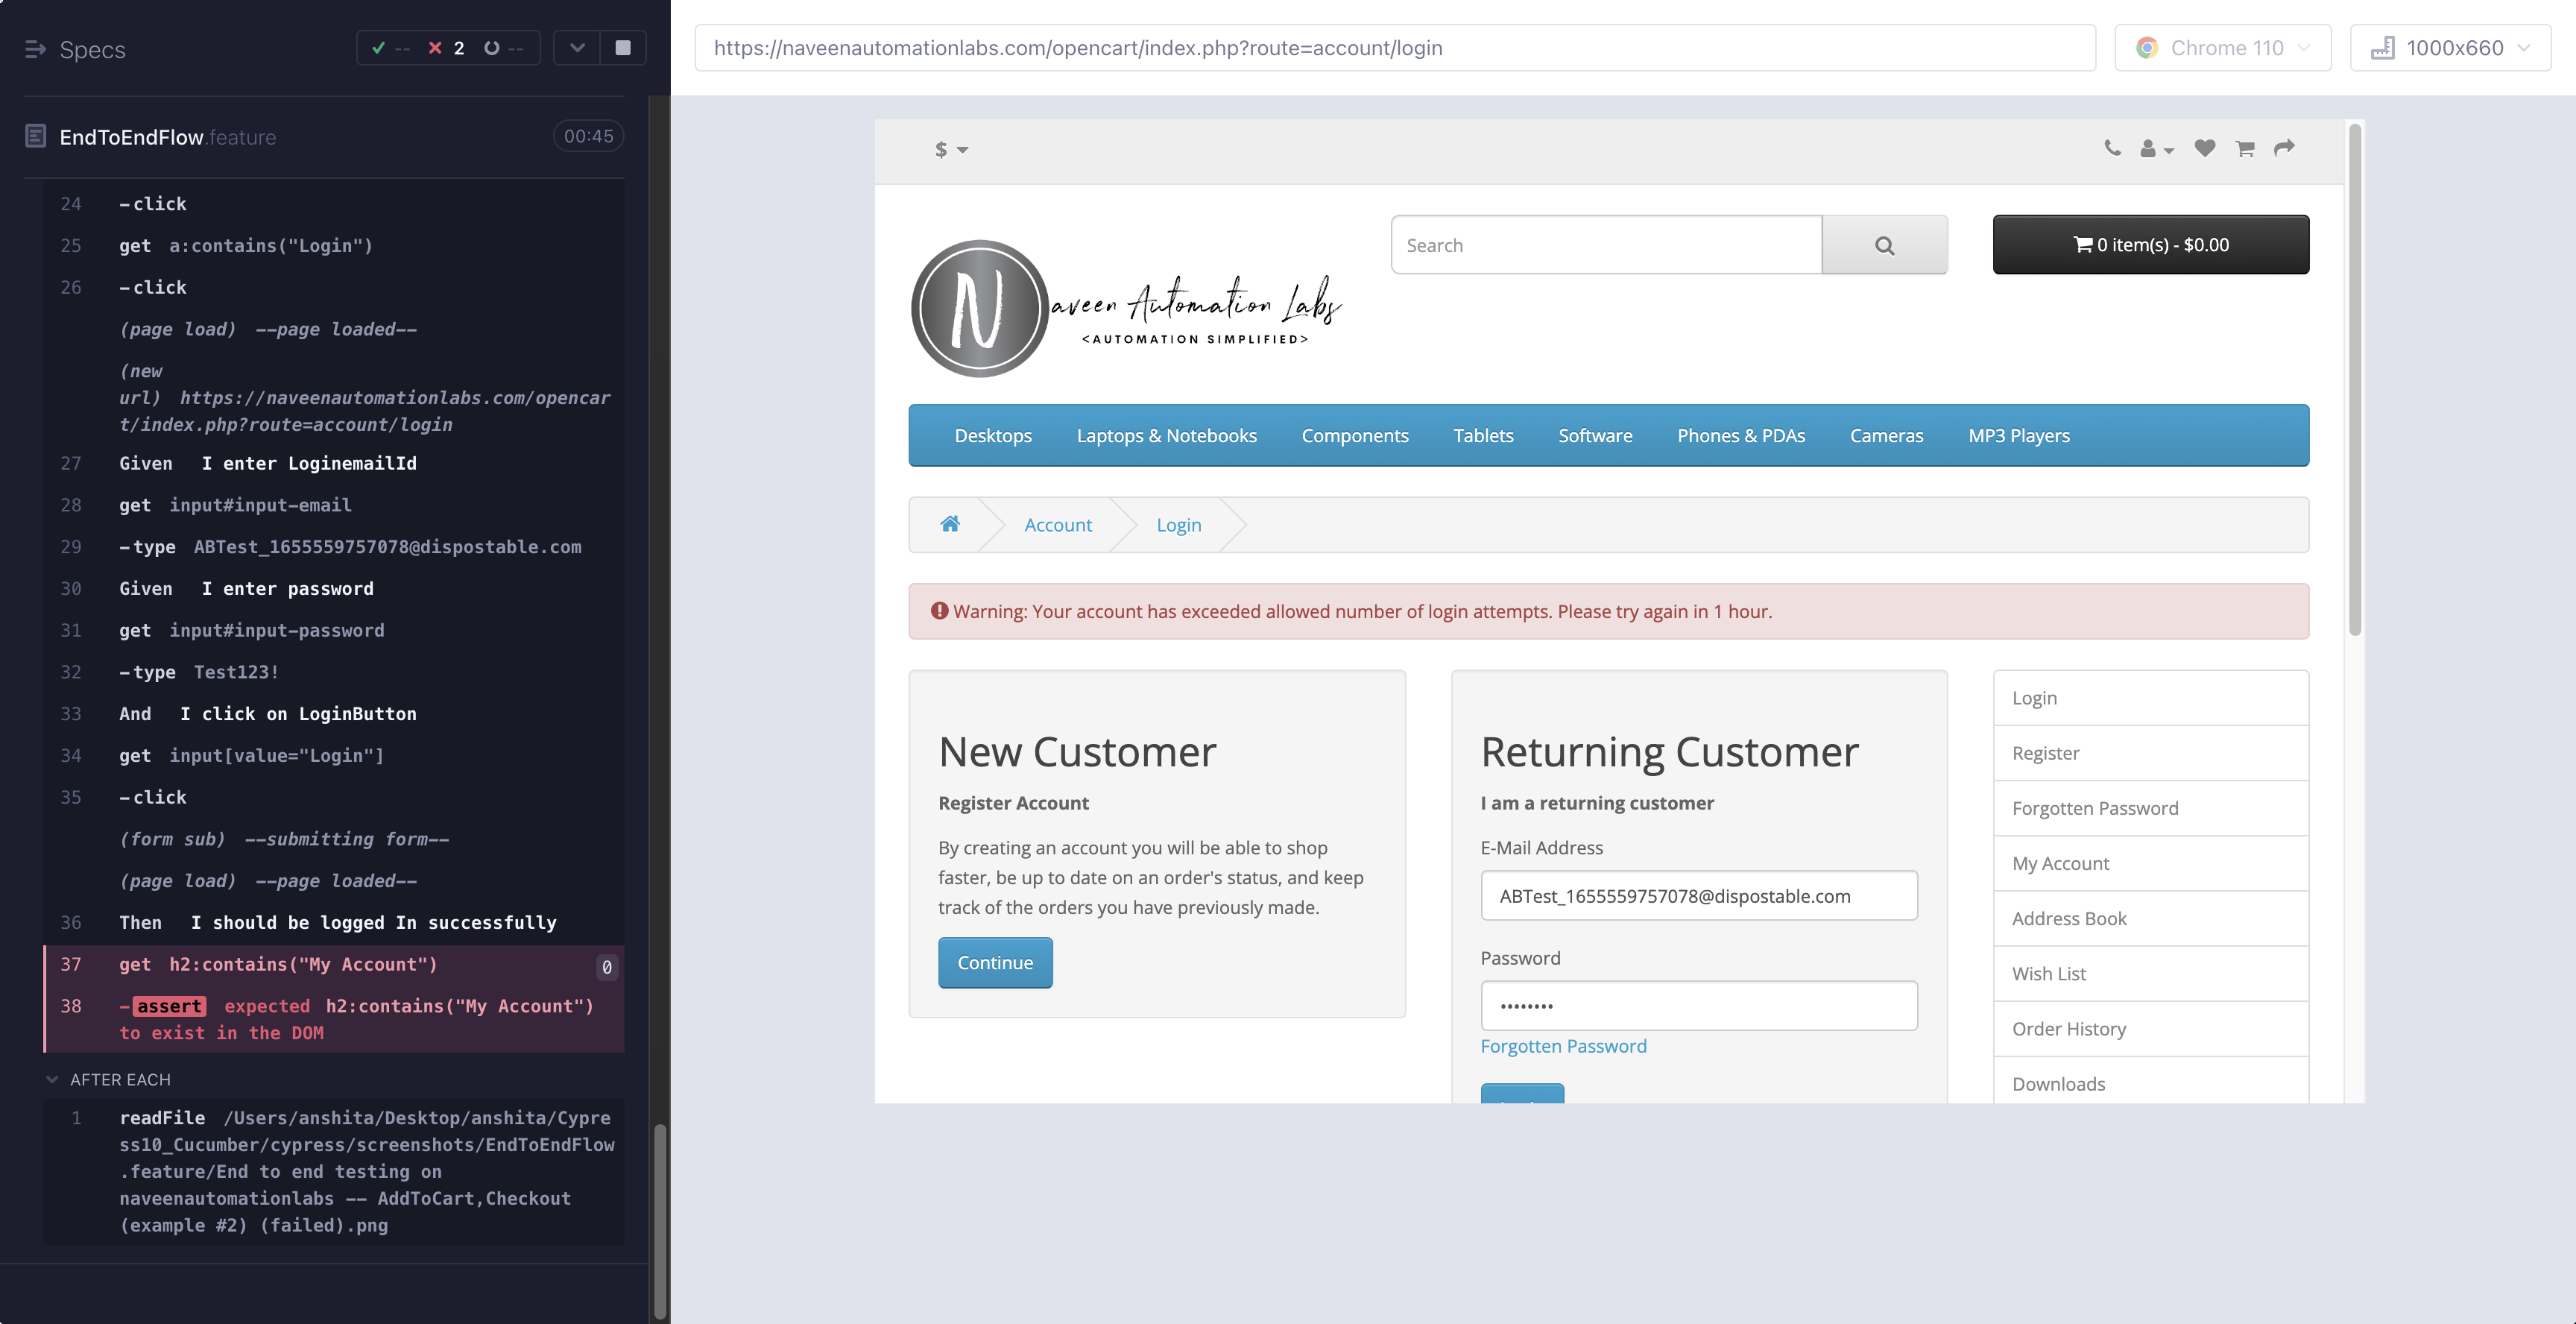 Specs
-- 2 --
EndToEndFlow.feature 00:45
24 -click
25 get a:contains("Login")
26 -click
(page load) --page loaded--
(new
url) https://naveenautomationlabs.com/opencar
t/index.php?route=account/login
27 Given I enter LoginemailId
28 get input#input-email
29 -type ABTest_1655559757078@dispostable.com
30 Given I enter password
31 get input#input-password
32 -type Test123!
33 And I click on LoginButton
34 get input[value="Login"]
35 -click
(form sub) --submitting form--
(page load) --page loaded--
36 Then I should be logged In successfully
37 get h2:contains("My Account") 0
38 -assert expected h2:contains("My Account")
to exist in the DOM
AFTER EACH
1 readFile /Users/anshita/Desktop/anshita/Cypre
ss10_Cucumber/cypress/screenshots/EndToEndFlow
.feature/End to end testing on
naveenautomationlabs -- AddToCart,Checkout
(example #2) (failed).png
https://naveenautomationlabs.com/opencart/index.php?route=account/login
Chrome 110
1000x660
$
Naveen Automation Labs
<AUTOMATION SIMPLIFIED>
Search
0 item(s) - $0.00
Desktops Laptops & Notebooks Components Tablets Software Phones & PDAs Cameras MP3 Players
Account Login
Warning: Your account has exceeded allowed number of login attempts. Please try again in 1 hour.
New Customer
Register Account
By creating an account you will be able to shop
faster, be up to date on an order's status, and keep
track of the orders you have previously made.
Continue
Returning Customer
I am a returning customer
E-Mail Address
ABTest_1655559757078@dispostable.com
Password
••••••••
Forgotten Password
Login
Register
Forgotten Password
My Account
Address Book
Wish List
Order History
Downloads